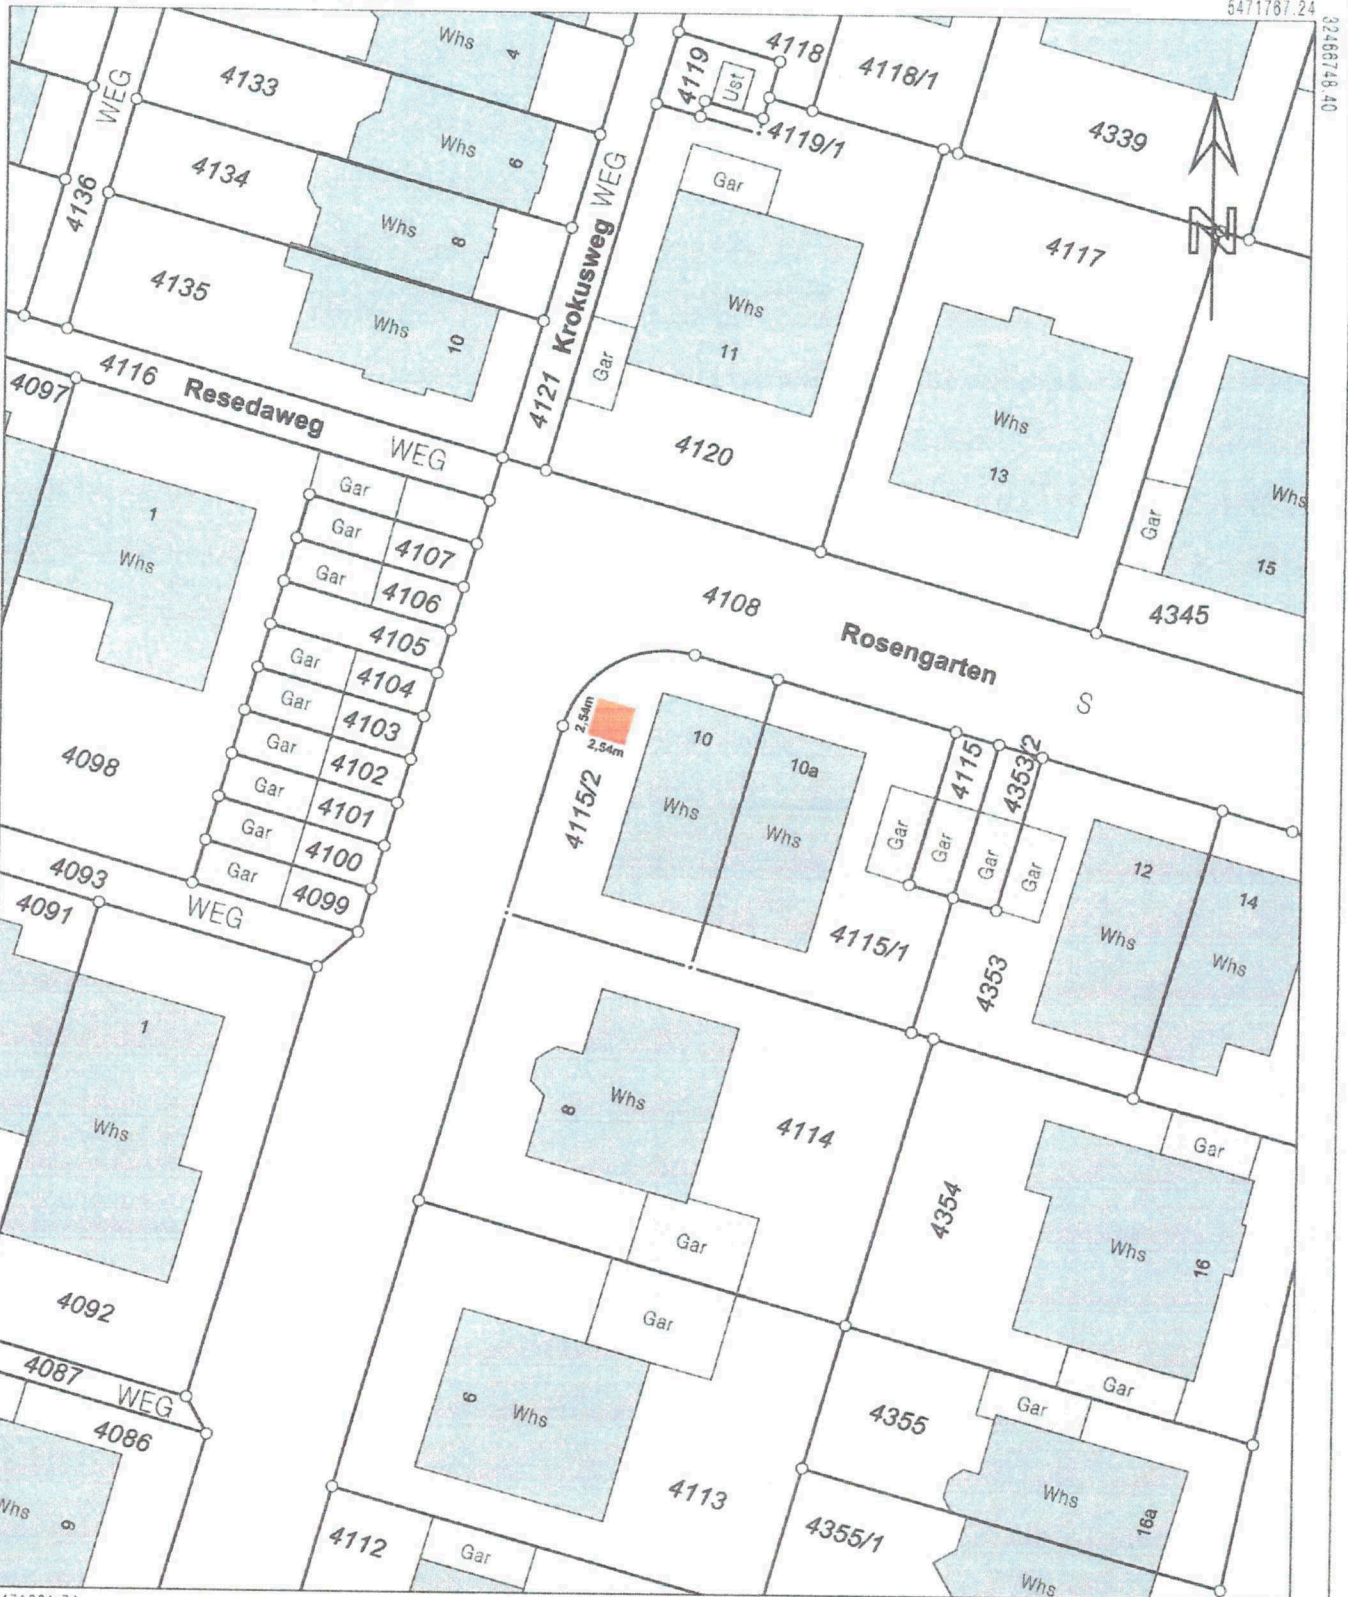 5471767.24
32466748.40
Whs
4
4133
WEG
4119
Ust
4118
4118/1
4339
4119/1
Whs
6
4134
4136
WEG
Gar
N
4117
Whs
8
4135
Krokusweg
Whs
10
Whs
11
Gar
4116
Resedaweg
4097
4121
WEG
4120
Whs
13
Whs
15
Gar
Gar
1
Whs
Gar
4107
Gar
4106
4105
4108
Rosengarten
4345
S
Gar
4104
Gar
4103
Gar
4102
Gar
4101
Gar
4100
Gar
4099
4098
2,54m
2,54m
10
10a
Whs
Whs
4115/2
4115
4353/2
Gar
Gar
Gar
Gar
12
Whs
14
Whs
4093
WEG
4091
4115/1
4353
1
Whs
8
Whs
4114
4354
Gar
Whs
16
Gar
Gar
4092
4087
WEG
4086
6
Whs
Gar
Gar
4355
4113
Whs
16a
Whs
9
4112
Gar
4355/1
Whs